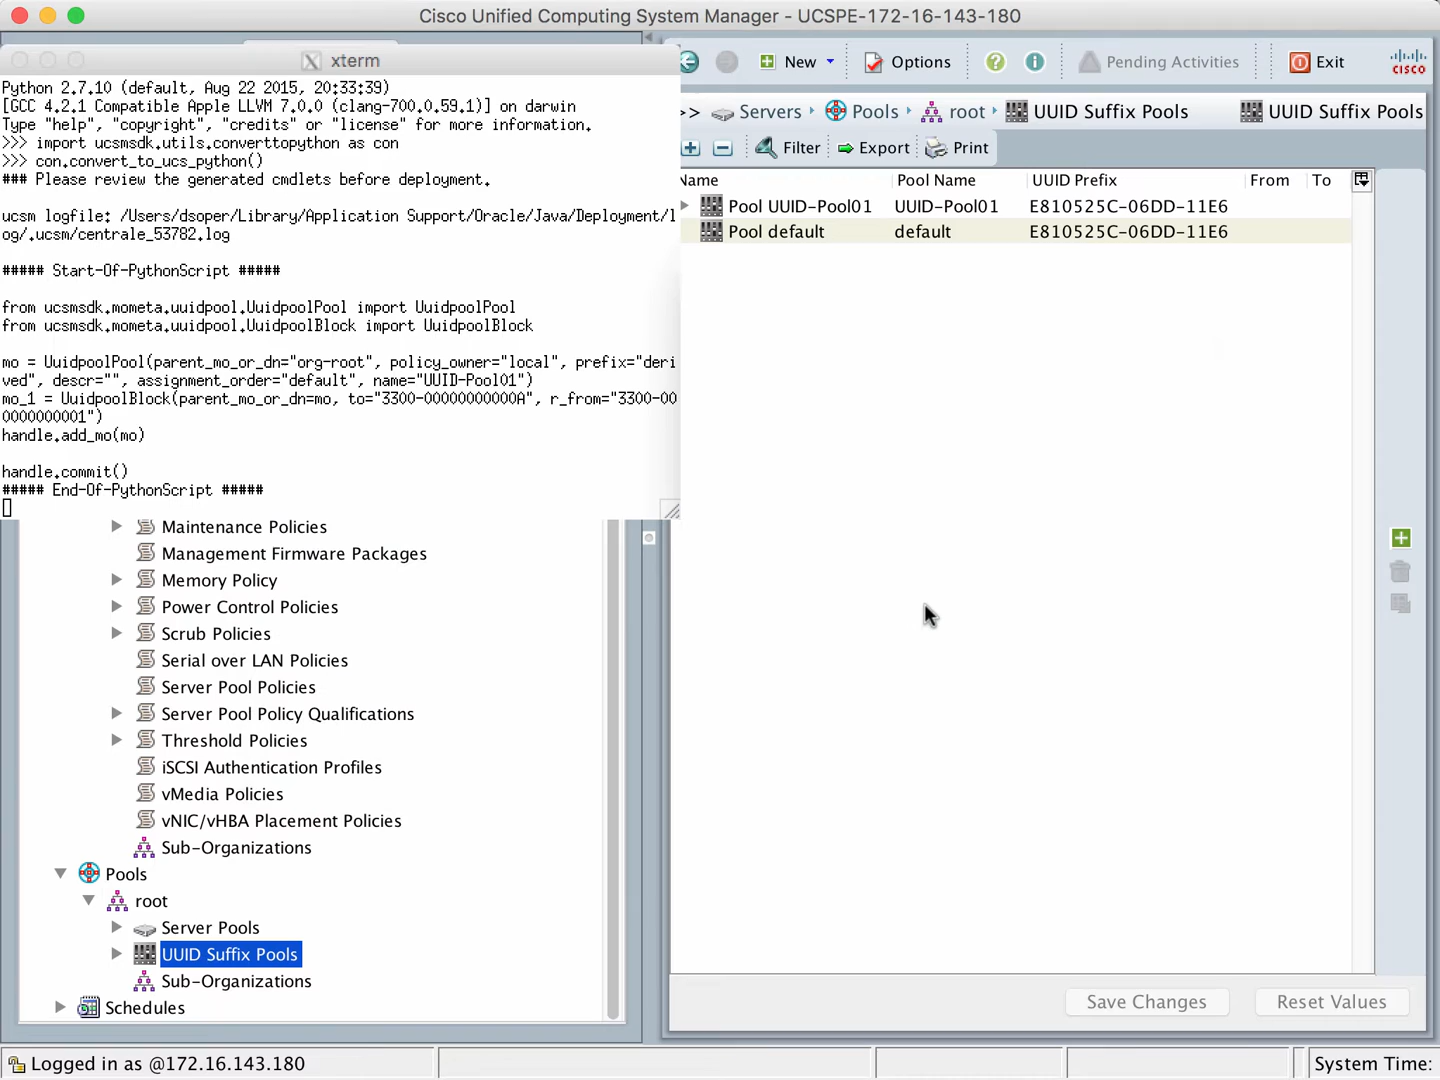 Cisco Unified Computing System Manager - UCSPE-172-16-143-180
xterm
Python 2.7.10 (default, Aug 22 2015, 20:33:39)
[GCC 4.2.1 Compatible Apple LLVM 7.0.0 (clang-700.0.59.1)] on darwin
Type "help", "copyright", "credits" or "license" for more information.
>>> import ucsmsdk.utils.converttopython as con
>>> con.convert_to_ucs_python()
### Please review the generated cmdlets before deployment.
ucsm logfile: /Users/dsoper/Library/Application Support/Oracle/Java/Deployment/l
og/.ucsm/centrale_53782.log
##### Start-Of-PythonScript #####
from ucsmsdk.mometa.uuidpool.UuidpoolPool import UuidpoolPool
from ucsmsdk.mometa.uuidpool.UuidpoolBlock import UuidpoolBlock
mo = UuidpoolPool(parent_mo_or_dn="org-root", policy_owner="local", prefix="deri
ved", descr="", assignment_order="default", name="UUID-Pool01")
mo_1 = UuidpoolBlock(parent_mo_or_dn=mo, to="3300-00000000000A", r_from="3300-00
0000000001")
handle.add_mo(mo)
handle.commit()
##### End-Of-PythonScript #####
New Options ? i Pending Activities Exit
CISCO
>> Servers Pools root UUID Suffix Pools UUID Suffix Pools
Filter Export Print
Name Pool Name UUID Prefix From To
Pool UUID-Pool01 UUID-Pool01 E810525C-06DD-11E6
Pool default default E810525C-06DD-11E6
Maintenance Policies
Management Firmware Packages
Memory Policy
Power Control Policies
Scrub Policies
Serial over LAN Policies
Server Pool Policies
Server Pool Policy Qualifications
Threshold Policies
iSCSI Authentication Profiles
vMedia Policies
vNIC/vHBA Placement Policies
Sub-Organizations
Pools
root
Server Pools
UUID Suffix Pools
Sub-Organizations
Schedules
Save Changes Reset Values
Logged in as @172.16.143.180
System Time: